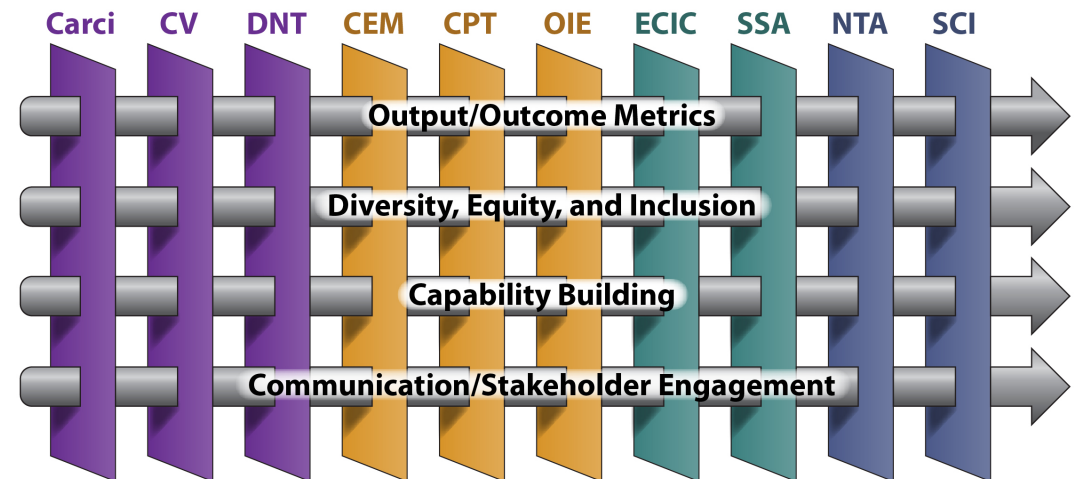 Carci CV DNT CEM CPT OIE ECIC SSA NTA SCI
Output/Outcome Metrics
Diversity, Equity, and Inclusion
Capability Building
Communication/Stakeholder Engagement